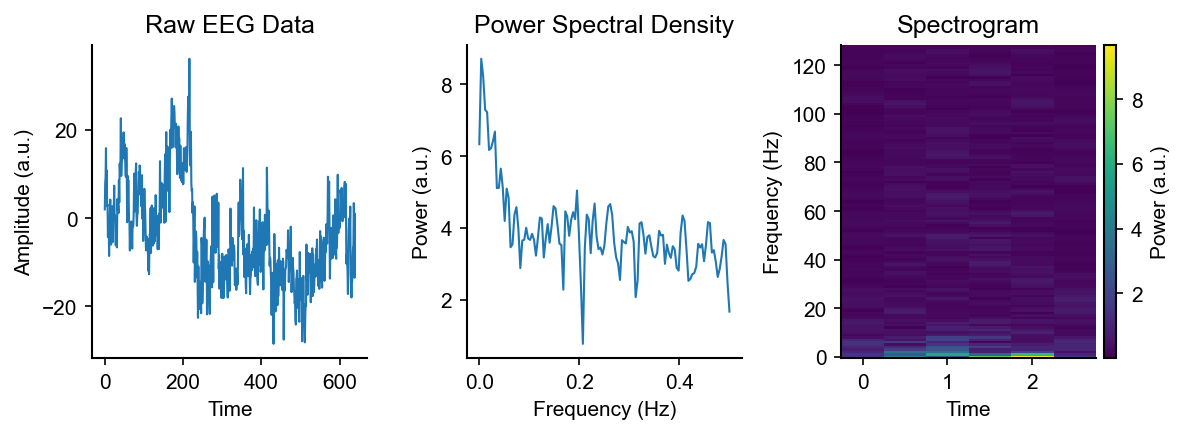 Raw EEG Data
Amplitude (a.u.)
20
0
−20
0 200 400 600
Time
Power Spectral Density
Power (a.u.)
8
6
4
2
0.0 0.2 0.4
Frequency (Hz)
Spectrogram
Frequency (Hz)
120
100
80
60
40
20
0
0 1 2
Time
8
6
4
2
Power (a.u.)